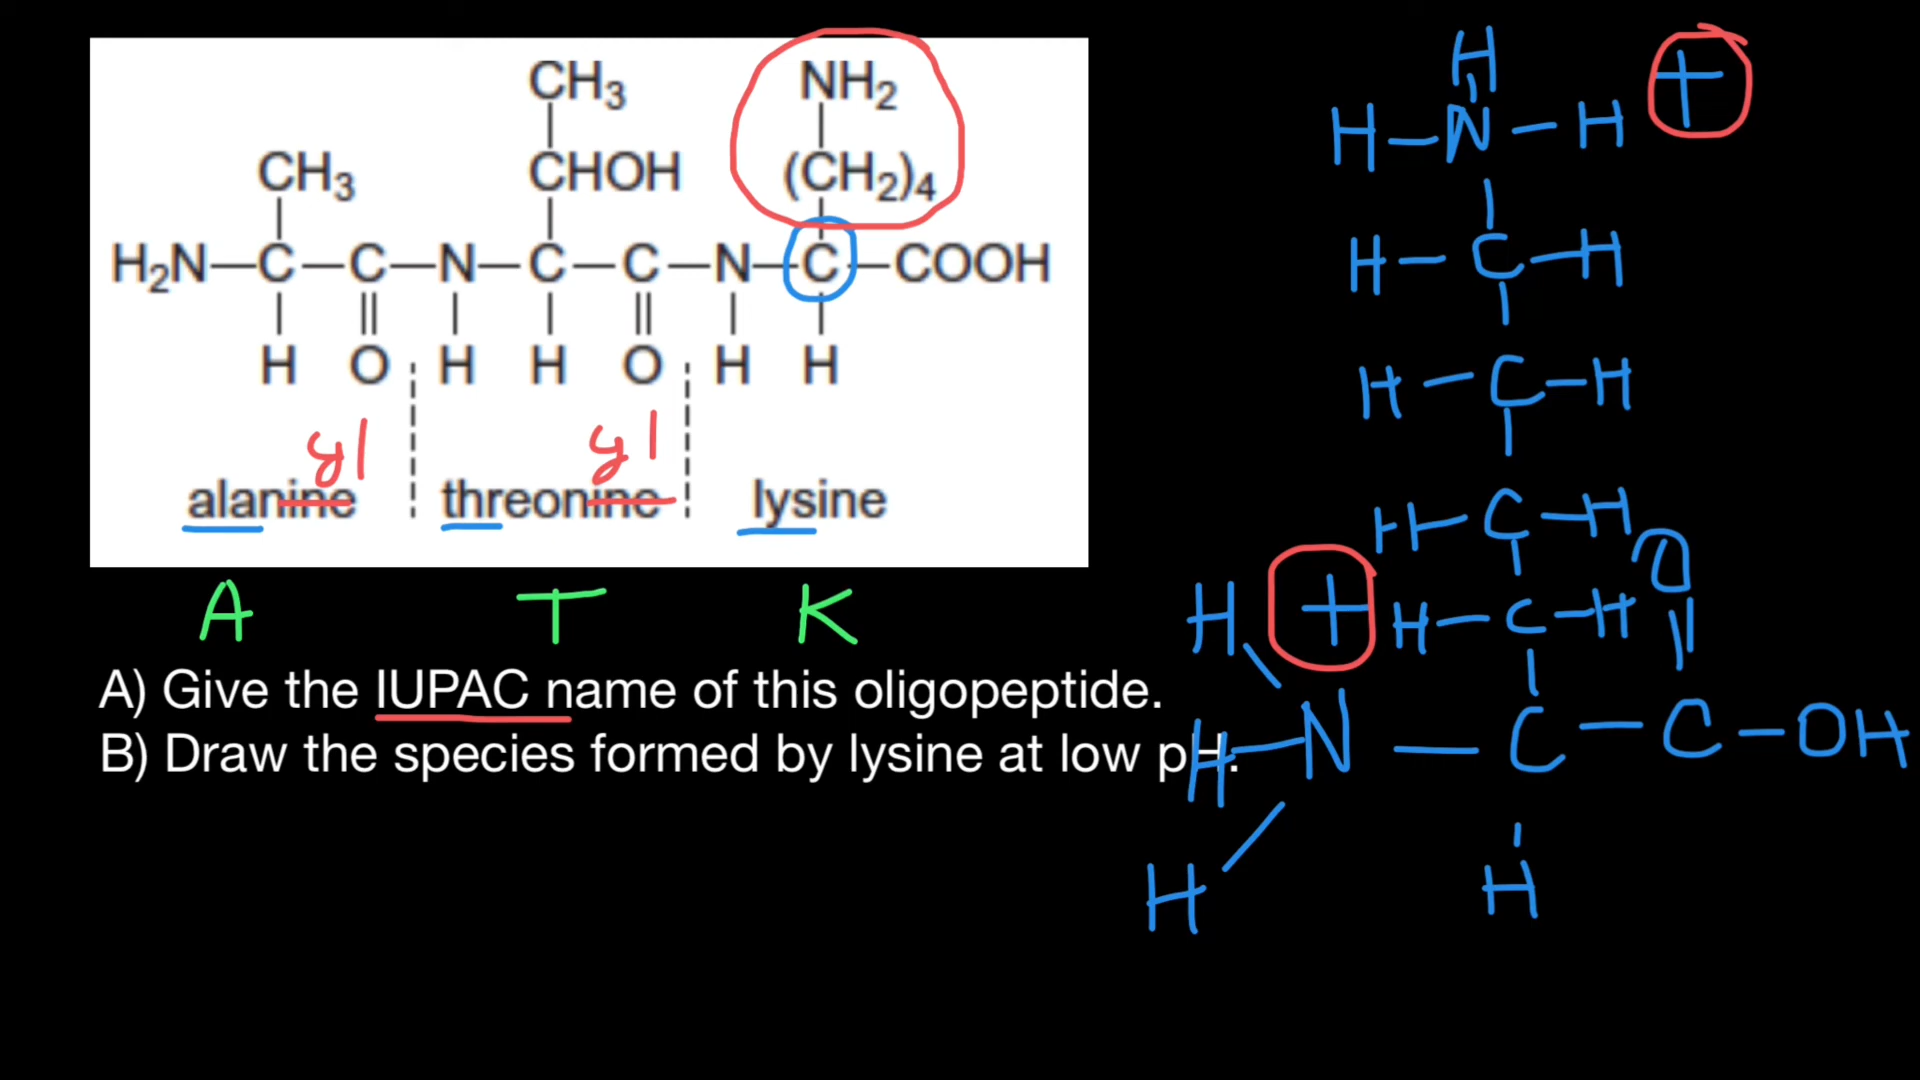 CH3 NH2
CH3 CHOH (CH2)4
H2N—C—C—N—C—C—N—C—COOH
H O H H O H H
yl yl
alanine threonine lysine
A T K
A) Give the IUPAC name of this oligopeptide.
B) Draw the species formed by lysine at low pH.
H
H—N—H +
H—C—H
H—C—H
H—C—H
O
H + H—C—H
H—N—C—C—OH
H H